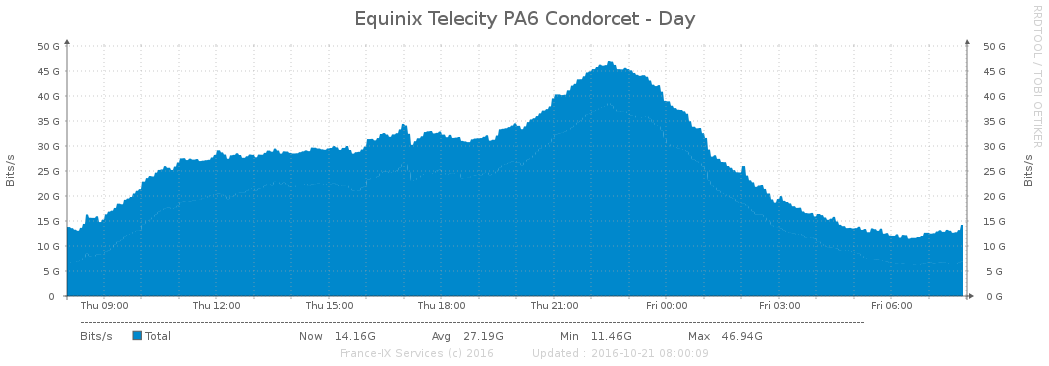 Equinix Telecity PA6 Condorcet - Day
RRDTOOL / TOBI OETIKER
Bits/s
50 G 50 G
45 G 45 G
40 G 40 G
35 G 35 G
30 G 30 G
25 G 25 G
20 G 20 G
15 G 15 G
10 G 10 G
5 G 5 G
0 0 G
Bits/s
Thu 09:00 Thu 12:00 Thu 15:00 Thu 18:00 Thu 21:00 Fri 00:00 Fri 03:00 Fri 06:00
Bits/s Total Now 14.16G Avg 27.19G Min 11.46G Max 46.94G
France-IX Services (c) 2016 Updated : 2016-10-21 08:00:09